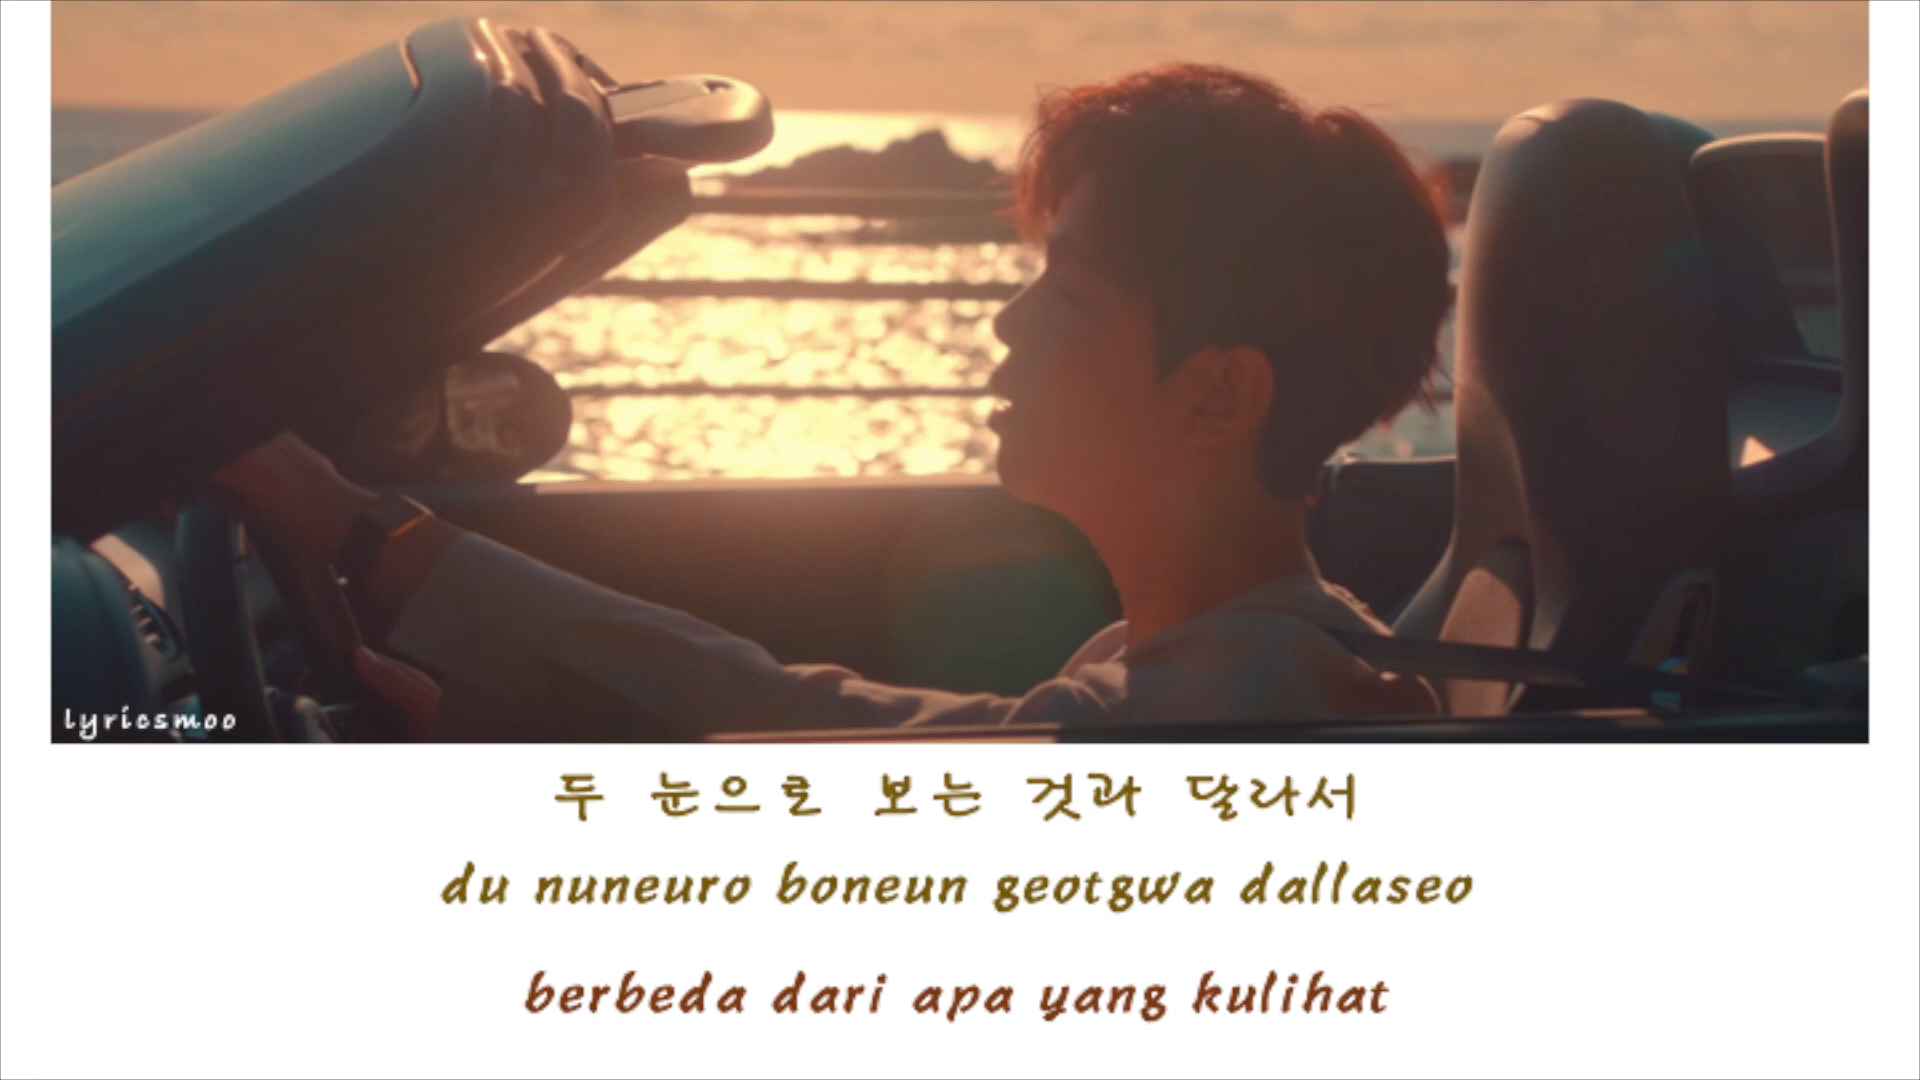 lyricsmoo
두 눈으로 보는 것과 달라서
du nuneuro boneun geotgwa dallaseo
berbeda dari apa yang kulihat